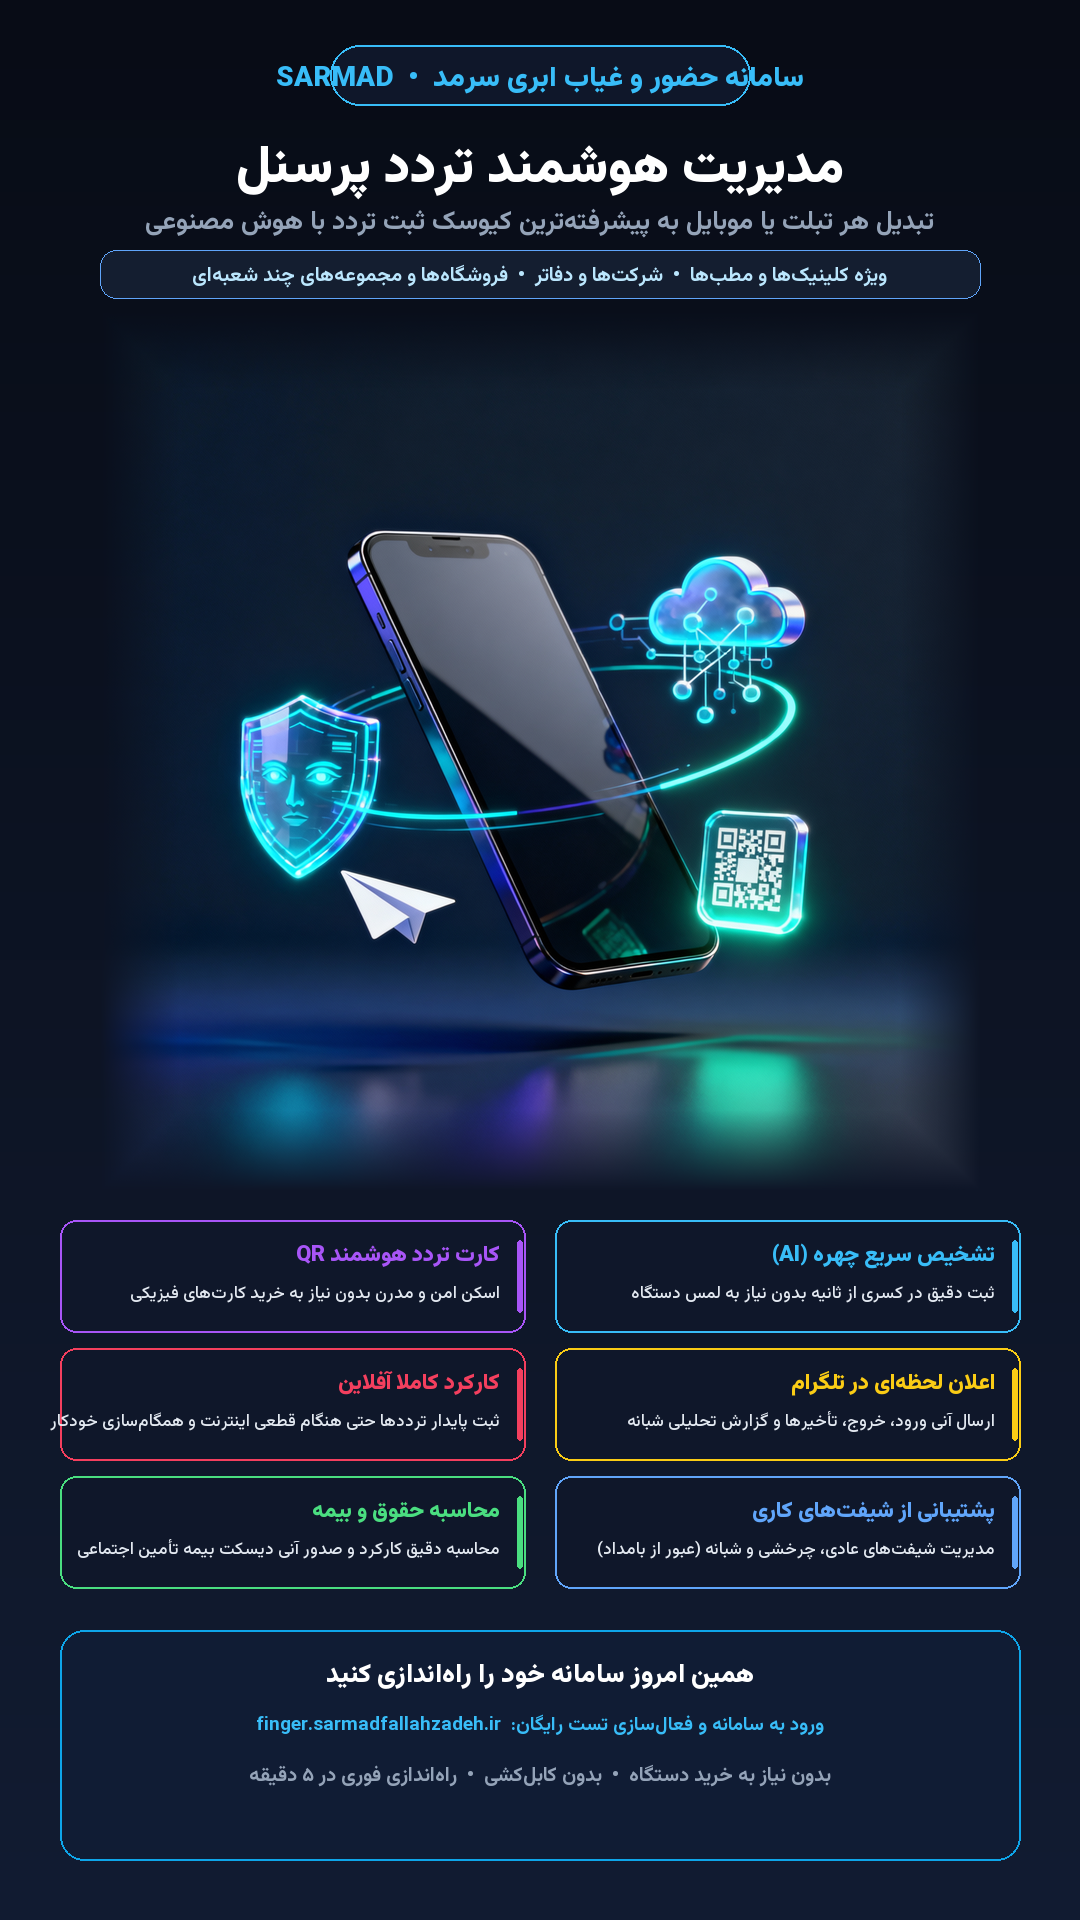 سامانه حضور و غیاب ابری سرمد • SARMAD
مدیریت هوشمند تردد پرسنل
تبدیل هر تبلت یا موبایل به پیشرفته‌ترین کیوسک ثبت تردد با هوش مصنوعی
ویژه کلینیک‌ها و مطب‌ها • شرکت‌ها و دفاتر • فروشگاه‌ها و مجموعه‌های چند شعبه‌ای
تشخیص سریع چهره (AI)
ثبت دقیق در کسری از ثانیه بدون نیاز به لمس دستگاه
کارت تردد هوشمند QR
اسکن امن و مدرن بدون نیاز به خرید کارت‌های فیزیکی
اعلان لحظه‌ای در تلگرام
ارسال آنی ورود، خروج، تأخیرها و گزارش تحلیلی شبانه
کارکرد کاملا آفلاین
ثبت پایدار ترددها حتی هنگام قطعی اینترنت و همگام‌سازی خودکار
پشتیبانی از شیفت‌های کاری
مدیریت شیفت‌های عادی، چرخشی و شبانه (عبور از بامداد)
محاسبه حقوق و بیمه
محاسبه دقیق کارکرد و صدور آنی دیسکت بیمه تأمین اجتماعی
همین امروز سامانه خود را راه‌اندازی کنید
ورود به سامانه و فعال‌سازی تست رایگان: finger.sarmadfallahzadeh.ir
بدون نیاز به خرید دستگاه • بدون کابل‌کشی • راه‌اندازی فوری در ۵ دقیقه